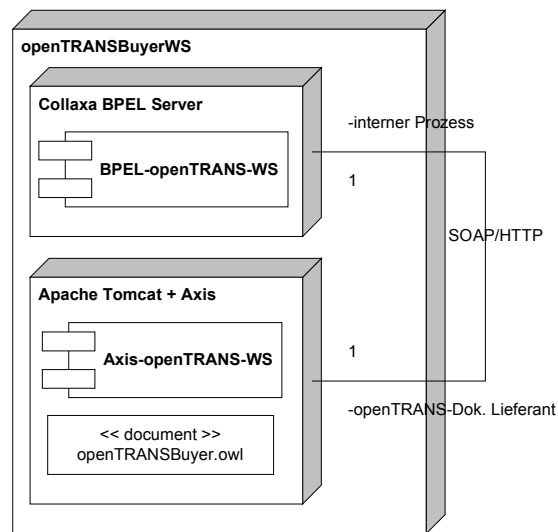 openTRANSBuyerWS
Collaxa BPEL Server
-interner Prozess
BPEL-openTRANS-WS
1
SOAP/HTTP
Apache Tomcat + Axis
1
Axis-openTRANS-WS
-openTRANS-Dok. Lieferant
<< document >>
openTRANSBuyer.owl